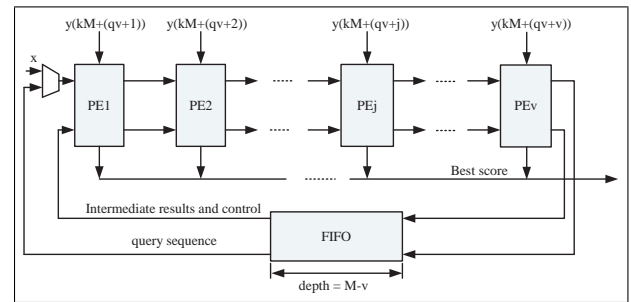 y(kM+(qv+1)) y(kM+(qv+2)) y(kM+(qv+j)) y(kM+(qv+v))
x
PE1 PE2 PEj PEv
Best score
Intermediate results and control
FIFO
query sequence
depth = M-v